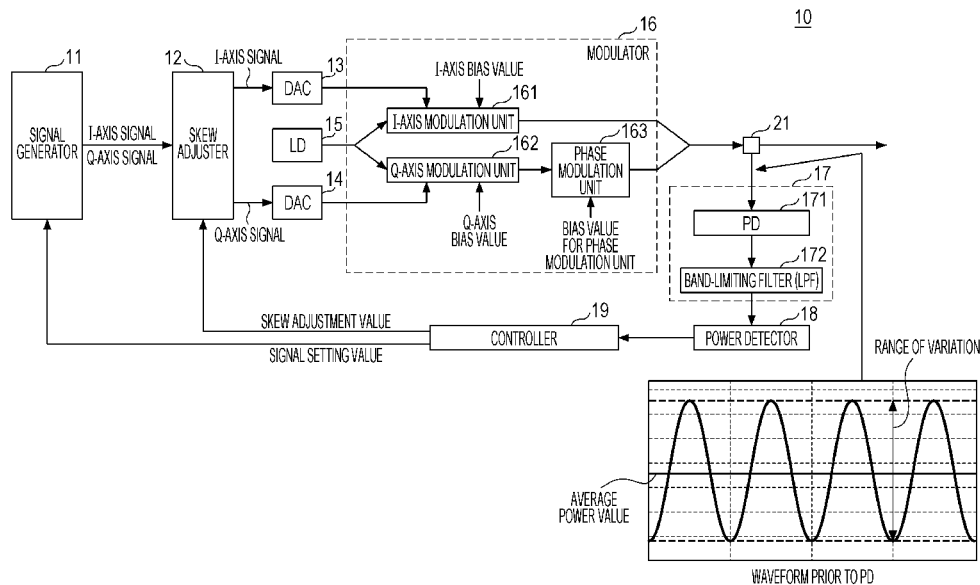 10
16
MODULATOR
11
SIGNAL
GENERATOR
I-AXIS SIGNAL
Q-AXIS SIGNAL
12
SKEW
ADJUSTER
I-AXIS SIGNAL
13
DAC
15
LD
14
DAC
Q-AXIS SIGNAL
I-AXIS BIAS VALUE
161
I-AXIS MODULATION UNIT
162
Q-AXIS MODULATION UNIT
Q-AXIS
BIAS VALUE
163
PHASE
MODULATION
UNIT
BIAS VALUE
FOR PHASE
MODULATION UNIT
21
17
171
PD
172
BAND-LIMITING FILTER (LPF)
18
POWER DETECTOR
19
CONTROLLER
SKEW ADJUSTMENT VALUE
SIGNAL SETTING VALUE
RANGE OF VARIATION
AVERAGE
POWER VALUE
WAVEFORM PRIOR TO PD